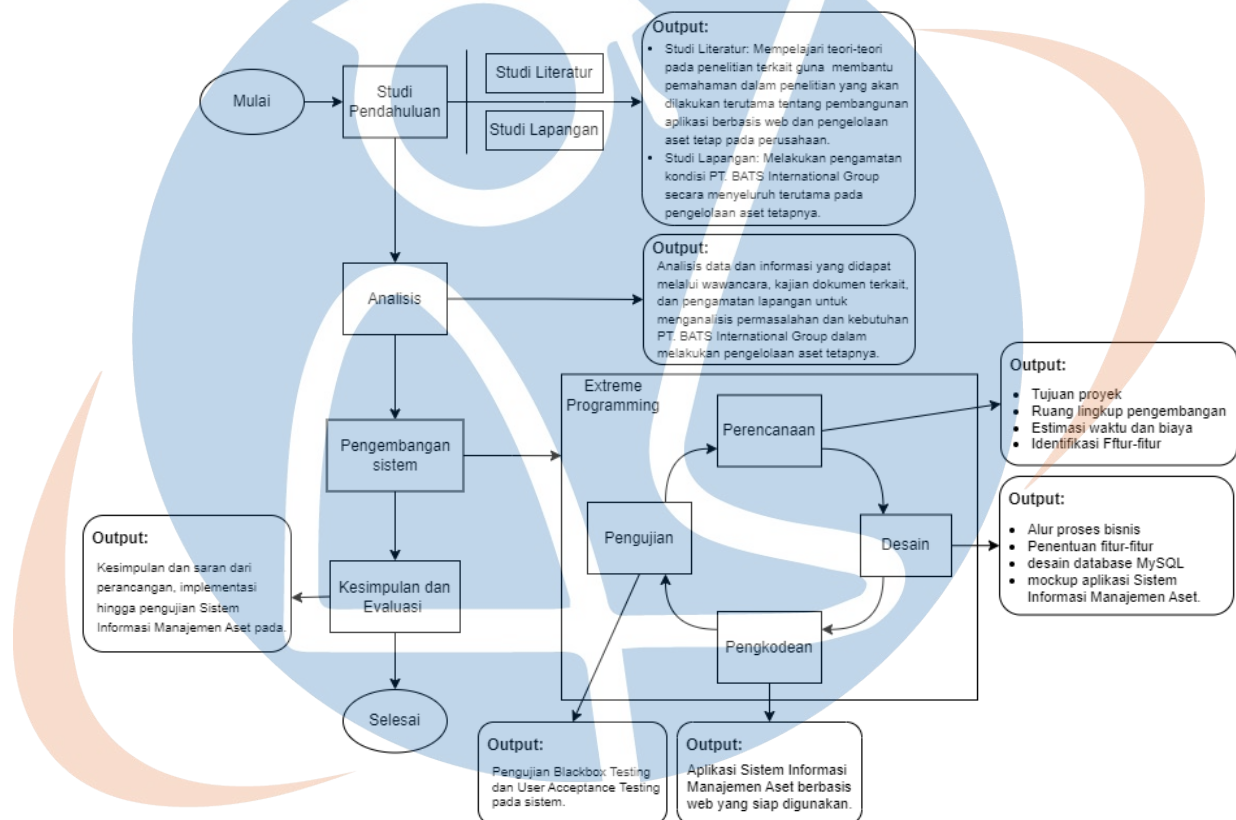 Mulai
Studi
Pendahuluan
Studi Literatur
Studi Lapangan
Output:
• Studi Literatur: Mempelajari teori-teori
pada penelitian terkait guna membantu
pemahaman dalam penelitian yang akan
dilakukan terutama tentang pembangunan
aplikasi berbasis web dan pengelolaan
aset tetap pada perusahaan.
• Studi Lapangan: Melakukan pengamatan
kondisi PT. BATS International Group
secara menyeluruh terutama pada
pengelolaan aset tetapnya.
Analisis
Output:
Analisis data dan informasi yang didapat
melalui wawancara, kajian dokumen terkait,
dan pengamatan lapangan untuk
menganalisis permasalahan dan kebutuhan
PT. BATS International Group dalam
melakukan pengelolaan aset tetapnya.
Pengembangan
sistem
Extreme
Programming
Perencanaan
Output:
• Tujuan proyek
• Ruang lingkup pengembangan
• Estimasi waktu dan biaya
• Identifikasi Fftur-fitur
Desain
Output:
• Alur proses bisnis
• Penentuan fitur-fitur
• desain database MySQL
• mockup aplikasi Sistem
Informasi Manajemen Aset.
Pengkodean
Output:
Aplikasi Sistem Informasi
Manajemen Aset berbasis
web yang siap digunakan.
Pengujian
Output:
Pengujian Blackbox Testing
dan User Acceptance Testing
pada sistem.
Kesimpulan dan
Evaluasi
Output:
Kesimpulan dan saran dari
perancangan, implementasi
hingga pengujian Sistem
Informasi Manajemen Aset pada.
Selesai